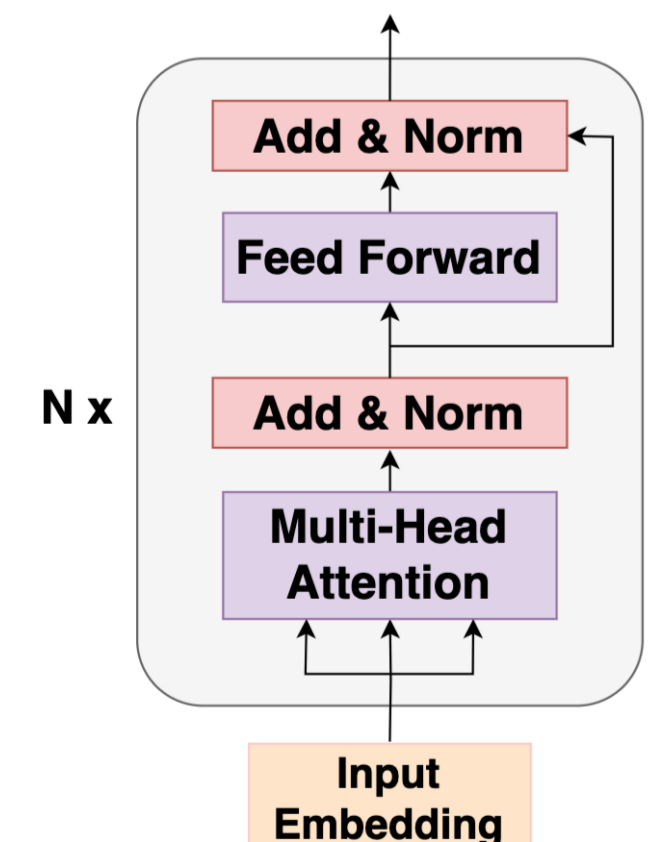 Add & Norm
Feed Forward
Add & Norm
N x
Multi-Head
Attention
Input
Embedding